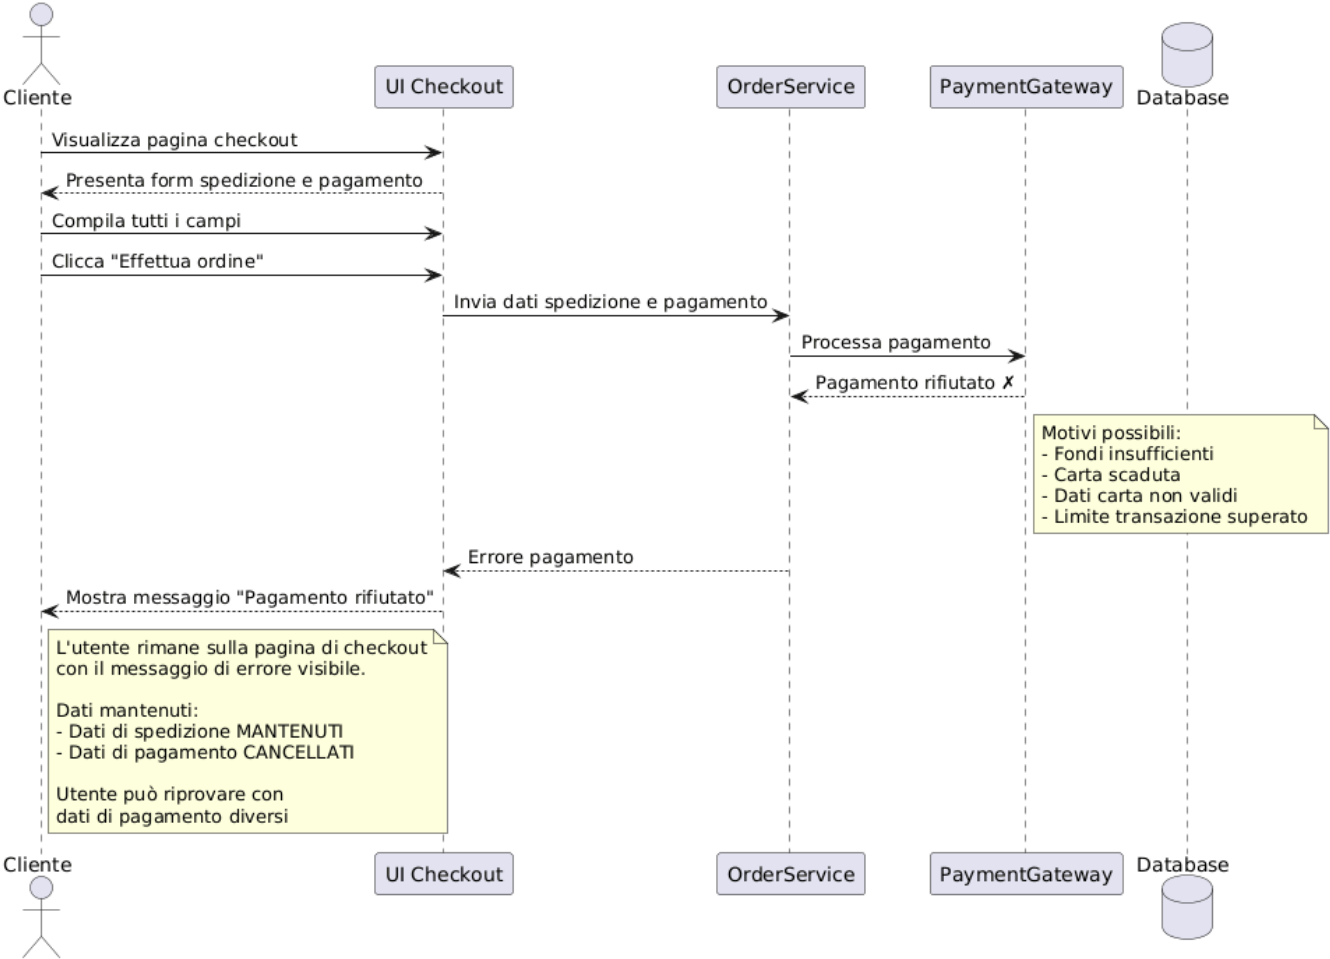 Cliente
UI Checkout
OrderService
PaymentGateway
Database
Visualizza pagina checkout
Presenta form spedizione e pagamento
Compila tutti i campi
Clicca "Effettua ordine"
Invia dati spedizione e pagamento
Processa pagamento
Pagamento rifiutato ✗
Motivi possibili:
- Fondi insufficienti
- Carta scaduta
- Dati carta non validi
- Limite transazione superato
Errore pagamento
Mostra messaggio "Pagamento rifiutato"
L'utente rimane sulla pagina di checkout
con il messaggio di errore visibile.
Dati mantenuti:
- Dati di spedizione MANTENUTI
- Dati di pagamento CANCELLATI
Utente può riprovare con
dati di pagamento diversi
Cliente
UI Checkout
OrderService
PaymentGateway
Database